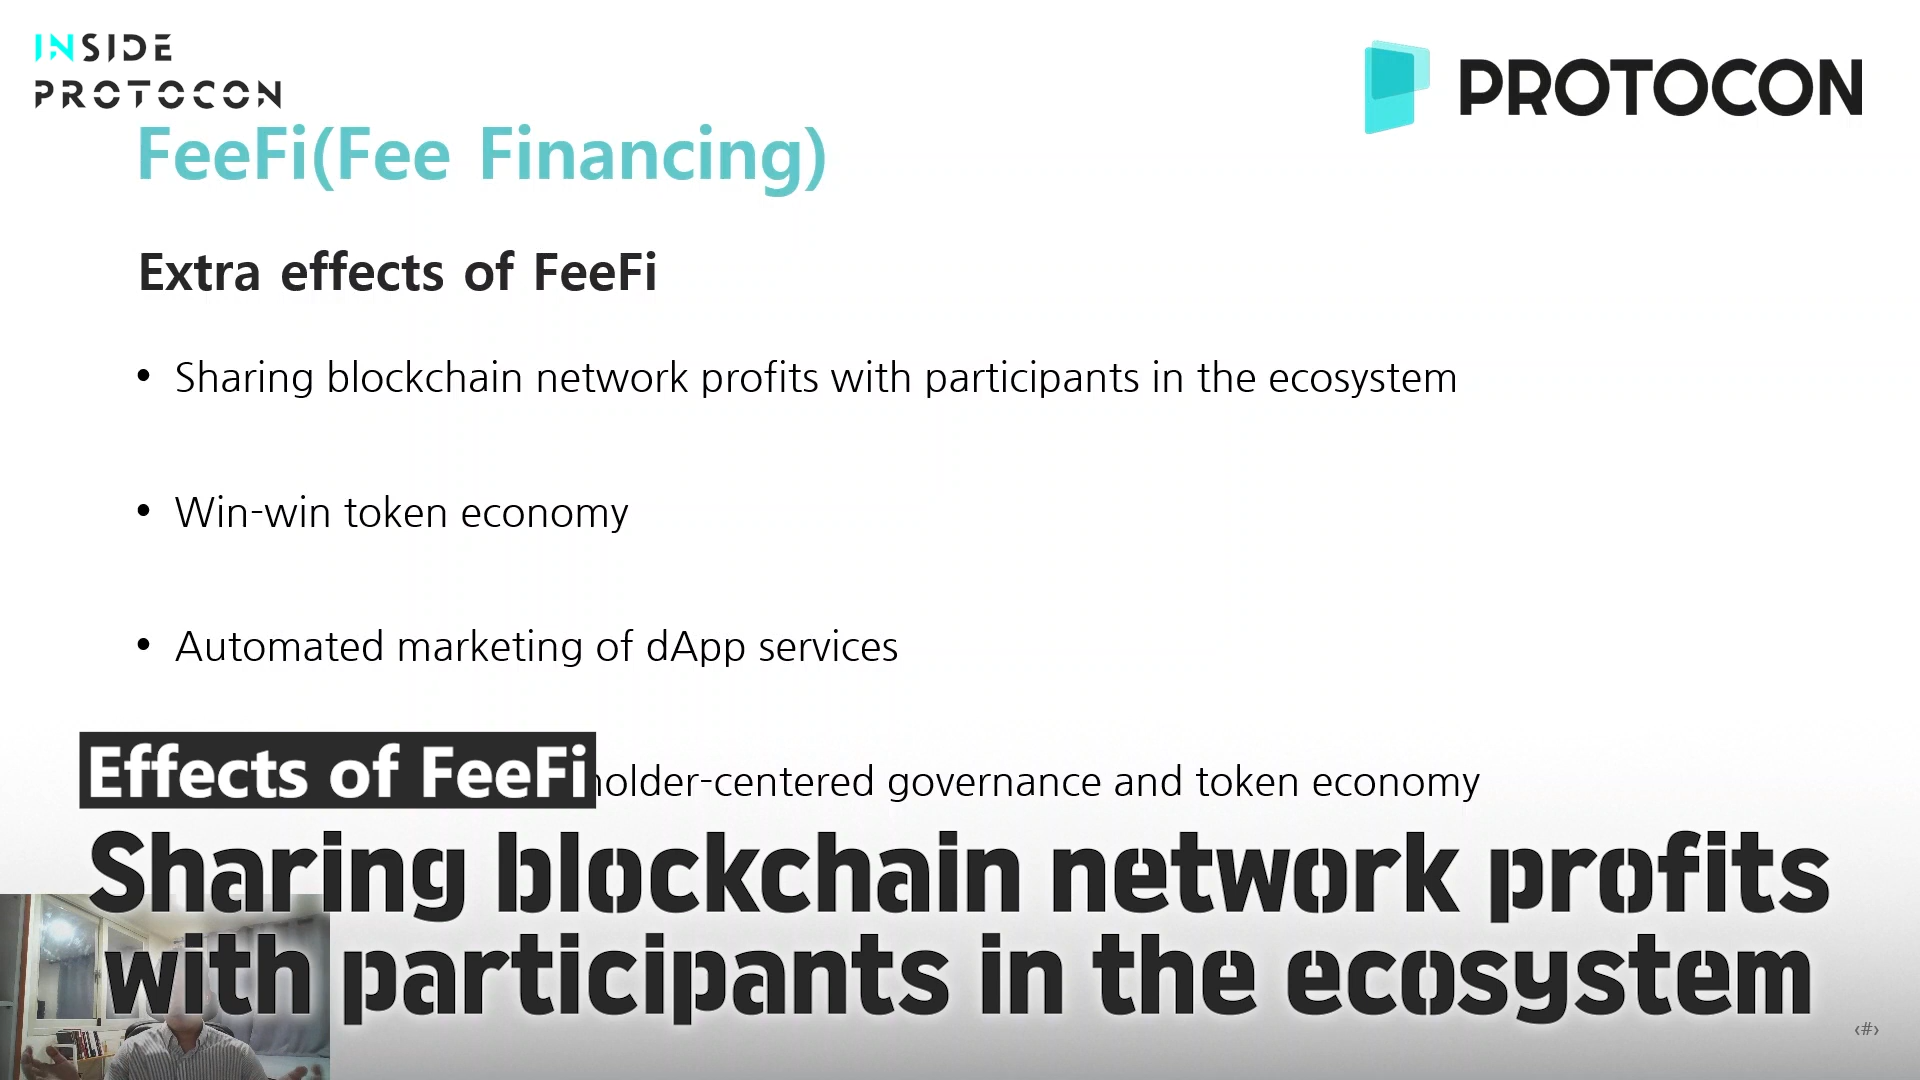 INSIDE
PROTOCON
PROTOCON
FeeFi(Fee Financing)
Extra effects of FeeFi
• Sharing blockchain network profits with participants in the ecosystem
• Win-win token economy
• Automated marketing of dApp services
Effects of FeeFi
holder-centered governance and token economy
Sharing blockchain network profits
with participants in the ecosystem
‹#›